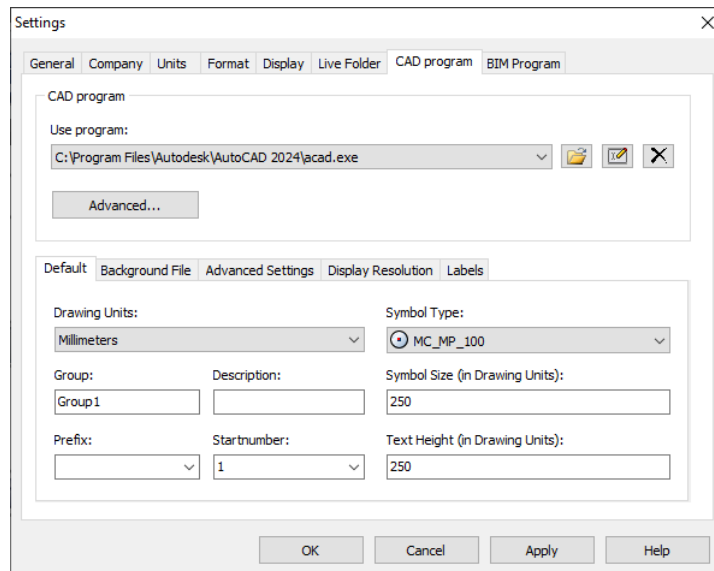 Settings
General Company Units Format Display Live Folder CAD program BIM Program
CAD program
Use program:
C:\Program Files\Autodesk\AutoCAD 2024\acad.exe
Advanced...
Default Background File Advanced Settings Display Resolution Labels
Drawing Units: Symbol Type:
Millimeters MC_MP_100
Group: Description: Symbol Size (in Drawing Units):
Group1 250
Prefix: Startnumber: Text Height (in Drawing Units):
1 250
OK Cancel Apply Help